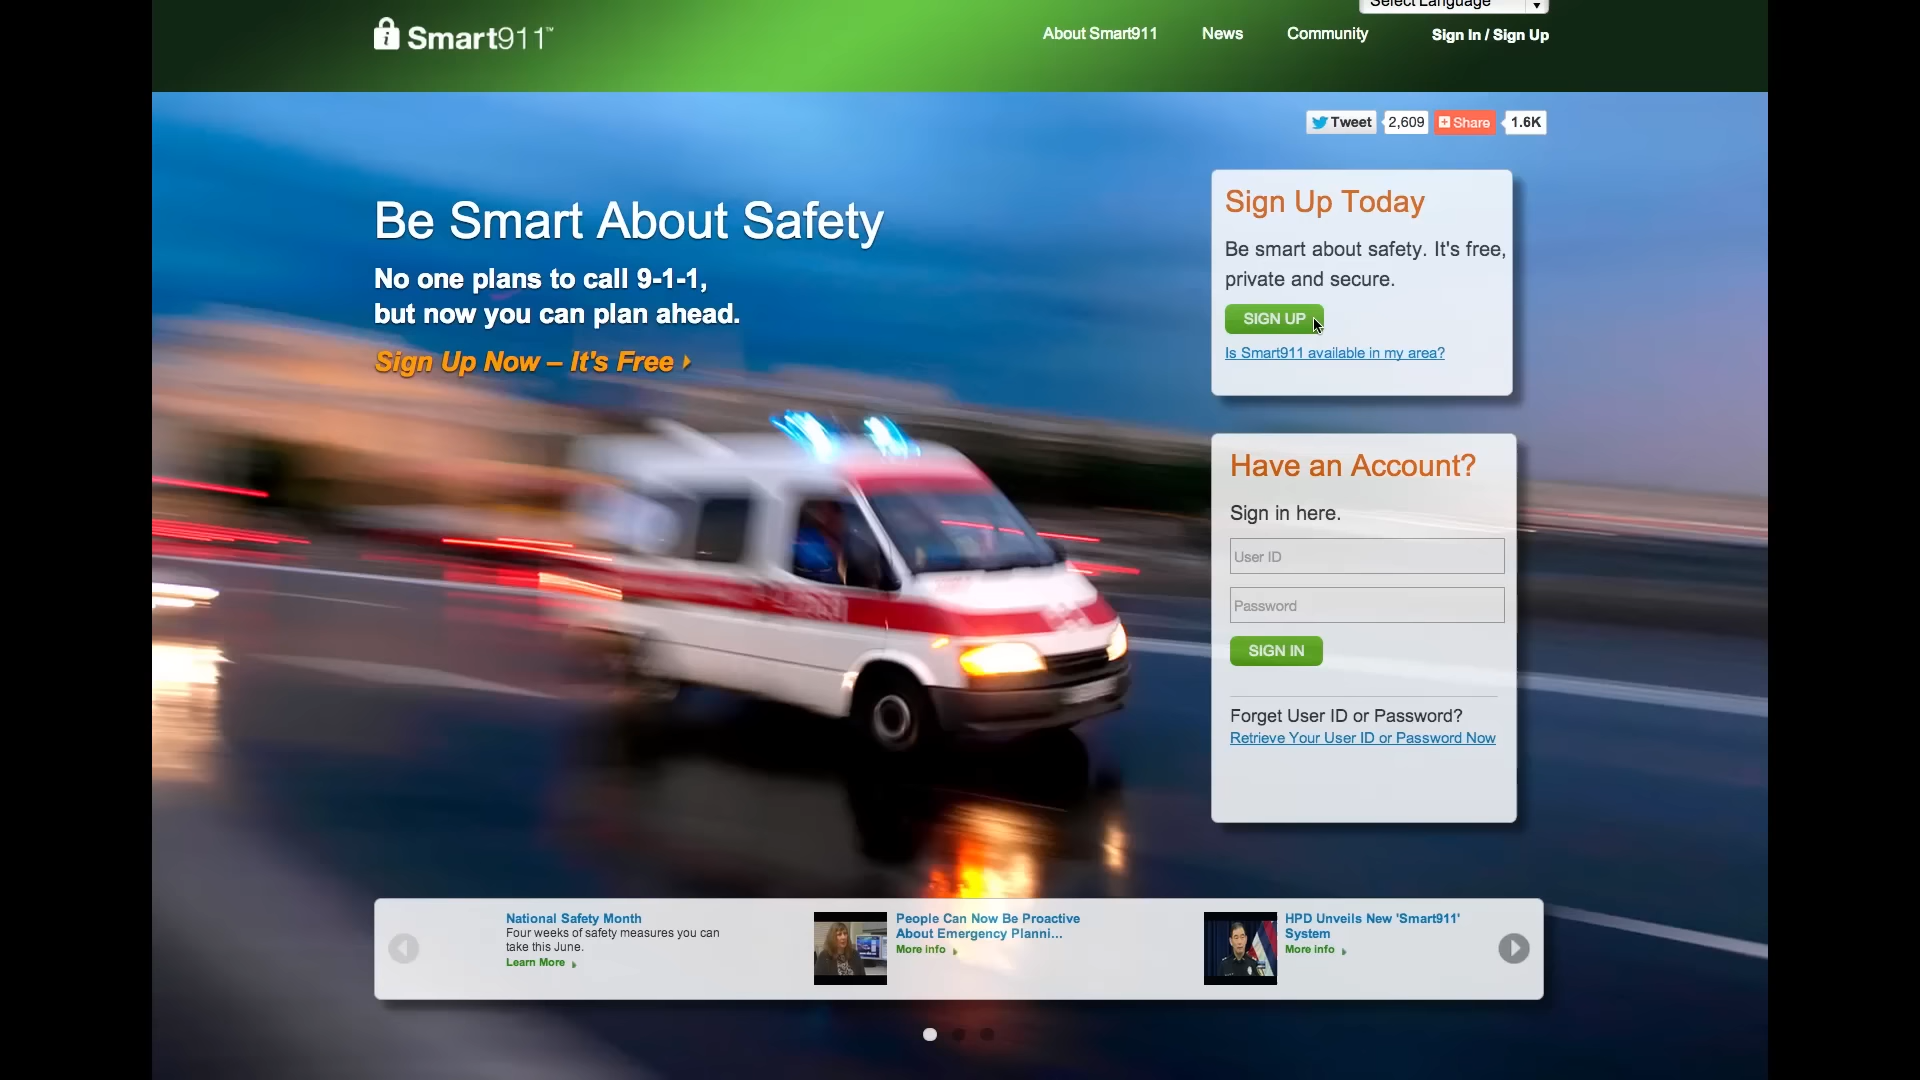 Select Language
Smart911™
About Smart911
News
Community
Sign In / Sign Up
Tweet
2,609
Share
1.6K
Be Smart About Safety
No one plans to call 9-1-1,
but now you can plan ahead.
Sign Up Now – It's Free
Sign Up Today
Be smart about safety. It's free,
private and secure.
SIGN UP
Is Smart911 available in my area?
Have an Account?
Sign in here.
User ID
Password
SIGN IN
Forget User ID or Password?
Retrieve Your User ID or Password Now
National Safety Month
Four weeks of safety measures you can
take this June.
Learn More
People Can Now Be Proactive
About Emergency Planni...
More info
HPD Unveils New 'Smart911'
System
More info